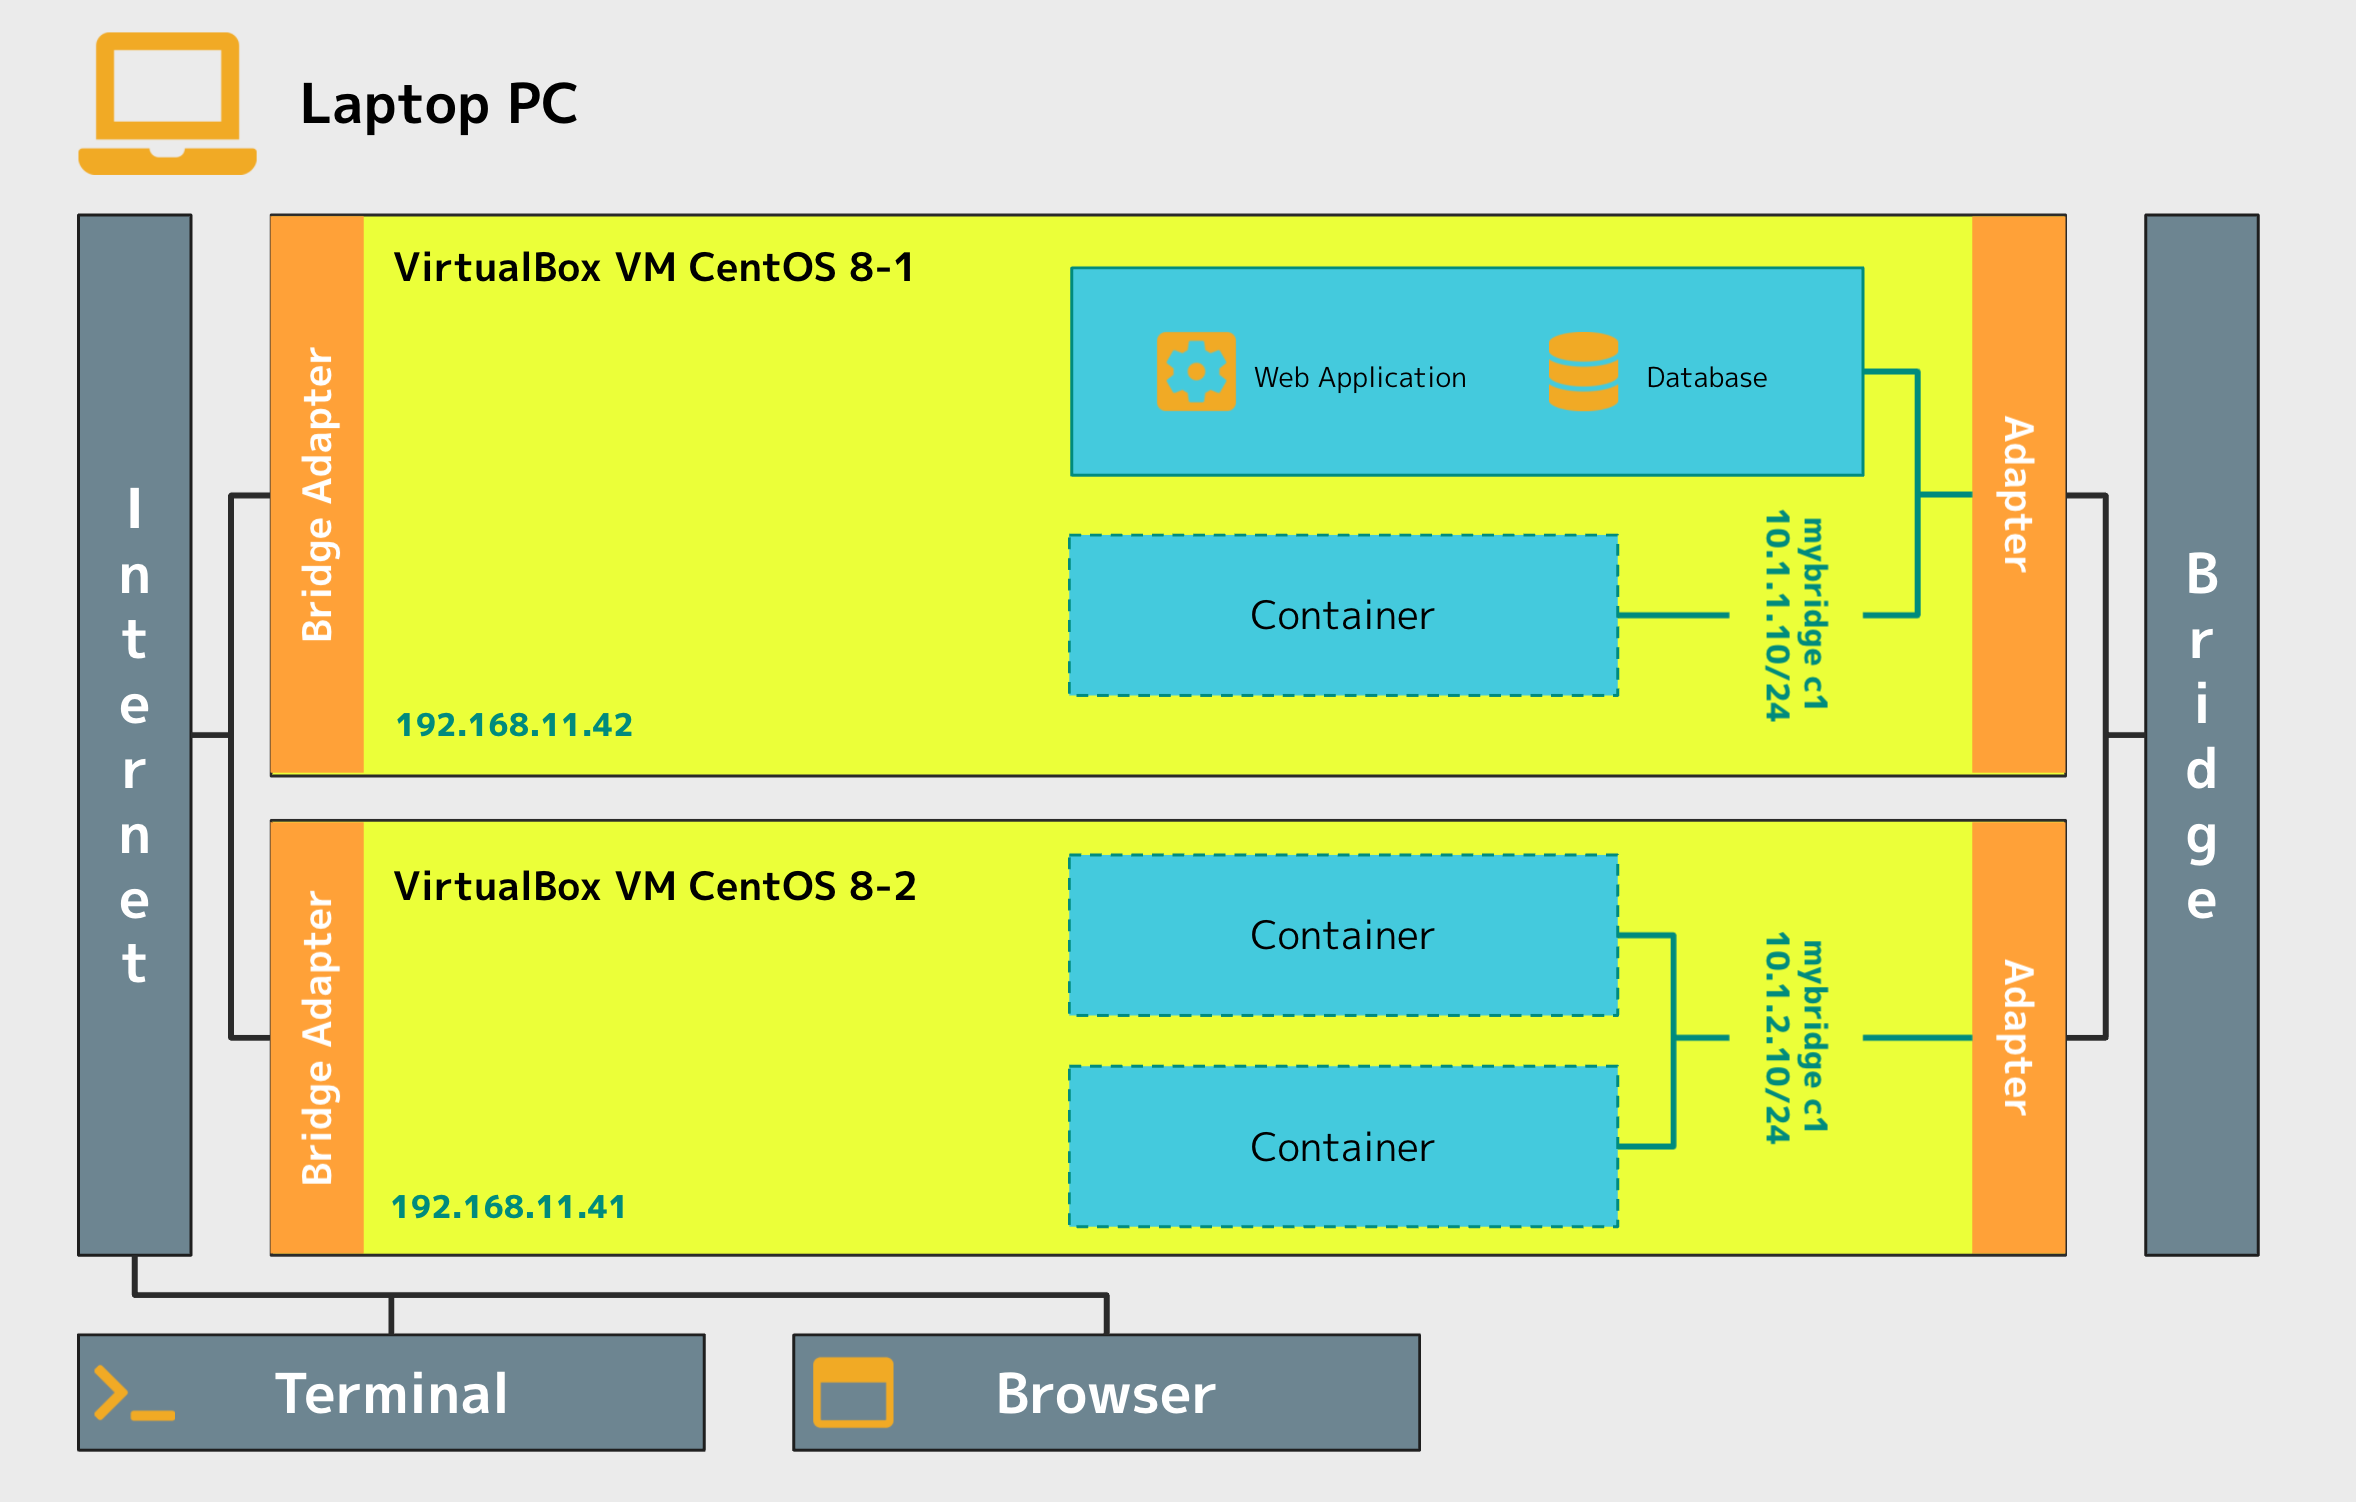 Laptop PC
Internet
Bridge Adapter
VirtualBox VM CentOS 8-1
Web Application
Database
Container
mybridge c1
10.1.1.10/24
192.168.11.42
Adapter
Bridge
Bridge Adapter
VirtualBox VM CentOS 8-2
Container
Container
mybridge c1
10.1.2.10/24
192.168.11.41
Adapter
Terminal
Browser